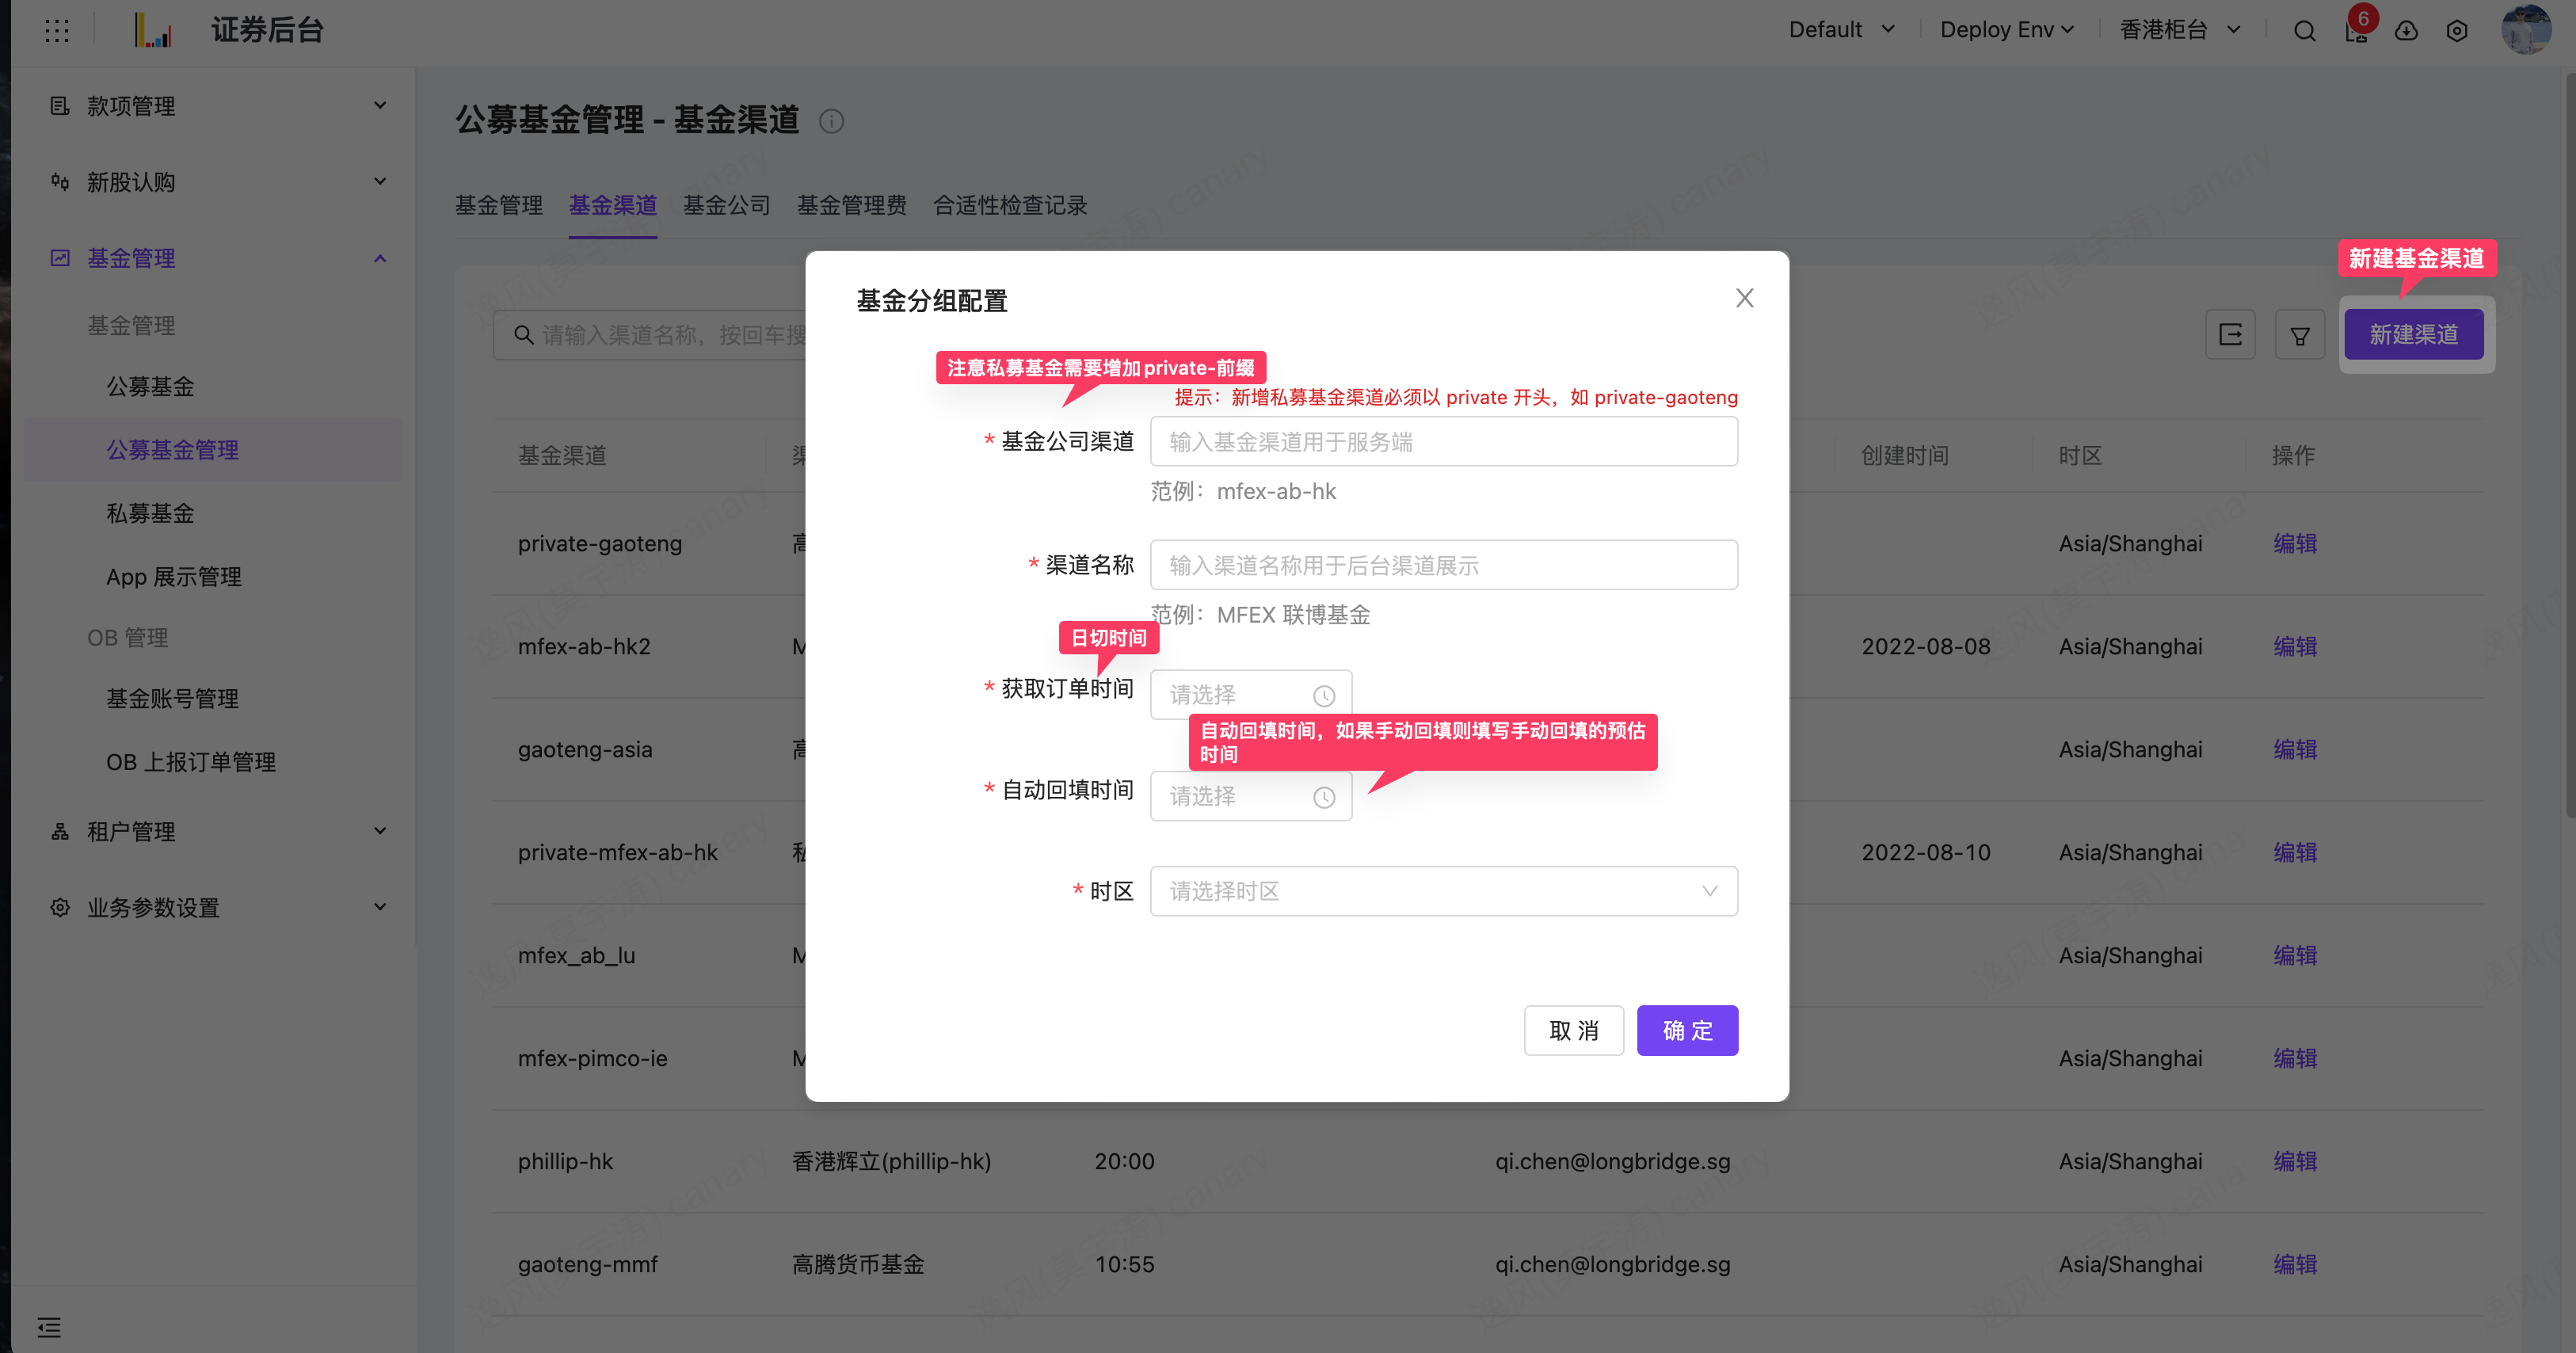 证券后台
Default
Deploy Env
香港柜台
6
款项管理
新股认购
基金管理
基金管理
公募基金
公募基金管理
私募基金
App 展示管理
OB 管理
基金账号管理
OB 上报订单管理
租户管理
业务参数设置
公募基金管理 - 基金渠道
基金管理
基金渠道
基金公司
基金管理费
合适性检查记录
新建基金渠道
请输入渠道名称，按回车搜
新建渠道
基金分组配置
注意私募基金需要增加private-前缀
提示：新增私募基金渠道必须以 private 开头，如 private-gaoteng
* 基金公司渠道
输入基金渠道用于服务端
范例：mfex-ab-hk
* 渠道名称
输入渠道名称用于后台渠道展示
范例：MFEX 联博基金
日切时间
* 获取订单时间
请选择
自动回填时间，如果手动回填则填写手动回填的预估
时间
* 自动回填时间
请选择
* 时区
请选择时区
取 消
确 定
基金渠道
创建时间
时区
操作
private-gaoteng
Asia/Shanghai
编辑
mfex-ab-hk2
2022-08-08
Asia/Shanghai
编辑
gaoteng-asia
Asia/Shanghai
编辑
private-mfex-ab-hk
2022-08-10
Asia/Shanghai
编辑
mfex_ab_lu
Asia/Shanghai
编辑
mfex-pimco-ie
Asia/Shanghai
编辑
phillip-hk
香港辉立(phillip-hk)
20:00
qi.chen@longbridge.sg
Asia/Shanghai
编辑
gaoteng-mmf
高腾货币基金
10:55
qi.chen@longbridge.sg
Asia/Shanghai
编辑